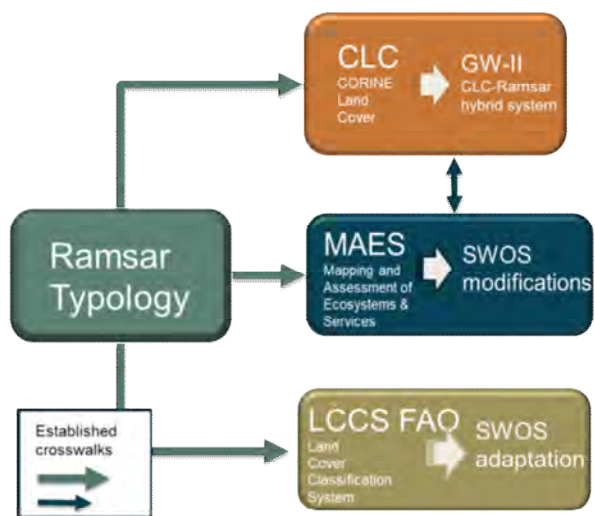 CLC
CORINE
Land
Cover
GW-II
CLC-Ramsar
hybrid system
Ramsar
Typology
MAES
Mapping and
Assessment of
Ecosystems &
Services
SWOS
modifications
Established
crosswalks
LCCS FAO
Land
Cover
Classification
System
SWOS
adaptation